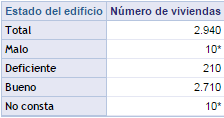 Estado del edificio Número de viviendas
Total 2.940
Malo 10*
Deficiente 210
Bueno 2.710
No consta 10*